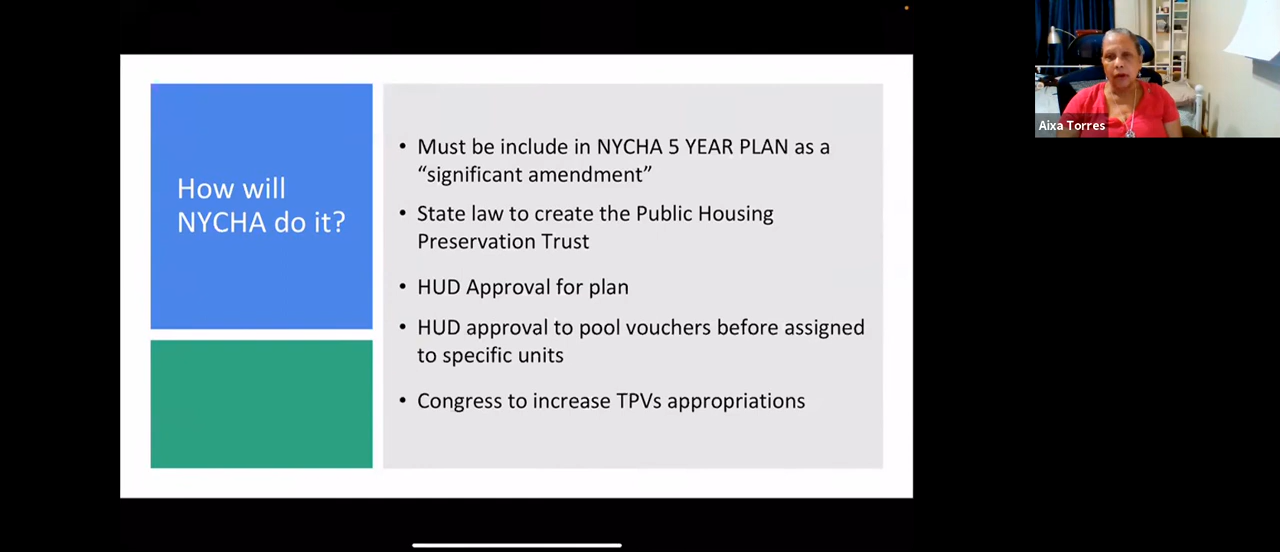 How will
NYCHA do it?
• Must be include in NYCHA 5 YEAR PLAN as a
“significant amendment”
• State law to create the Public Housing
Preservation Trust
• HUD Approval for plan
• HUD approval to pool vouchers before assigned
to specific units
• Congress to increase TPVs appropriations
Aixa Torres